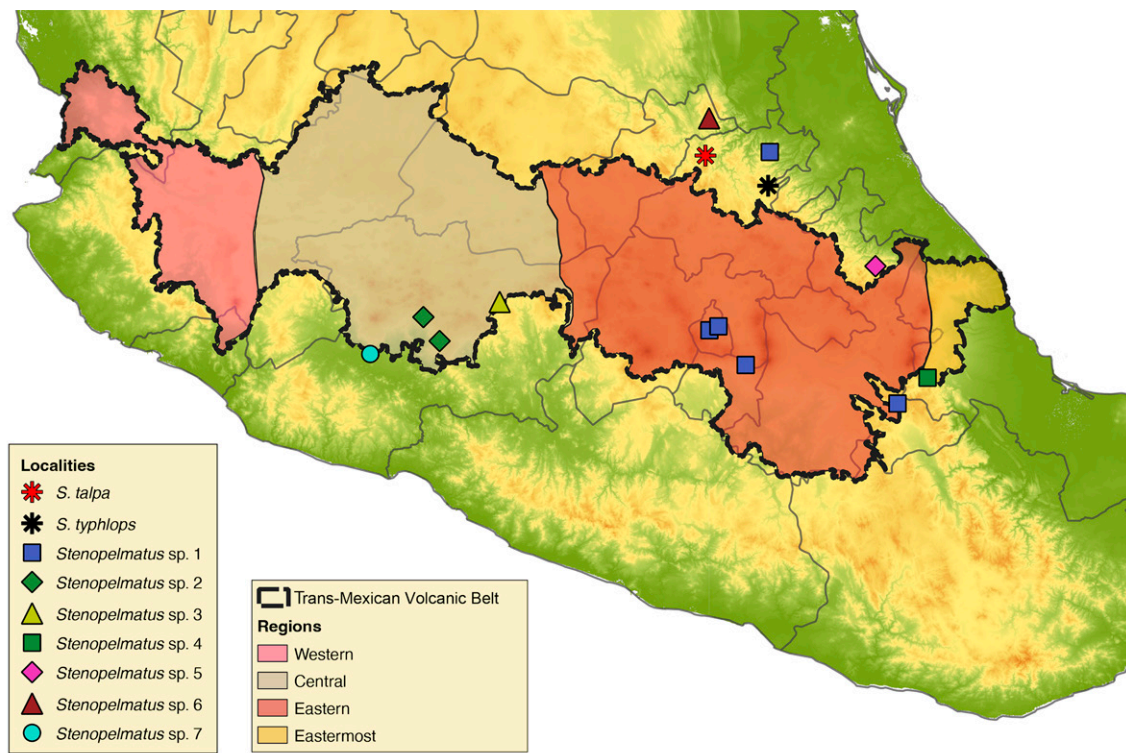 Localities
S. talpa
S. typhlops
Stenopelmatus sp. 1
Stenopelmatus sp. 2
Stenopelmatus sp. 3
Stenopelmatus sp. 4
Stenopelmatus sp. 5
Stenopelmatus sp. 6
Stenopelmatus sp. 7
Trans-Mexican Volcanic Belt
Regions
Western
Central
Eastern
Eastermost